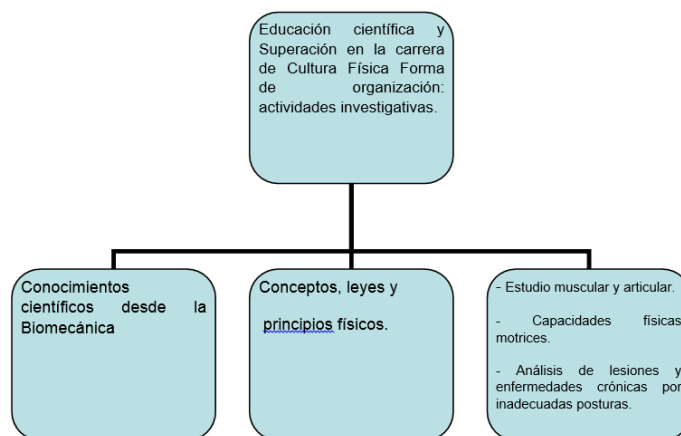 Educación científica y
Superación en la carrera
de Cultura Física Forma
de organización:
actividades investigativas.
Conocimientos
científicos desde la
Biomecánica
Conceptos, leyes y
principios físicos.
- Estudio muscular y articular.
- Capacidades físicas
motrices.
- Análisis de lesiones y
enfermedades crónicas por
inadecuadas posturas.